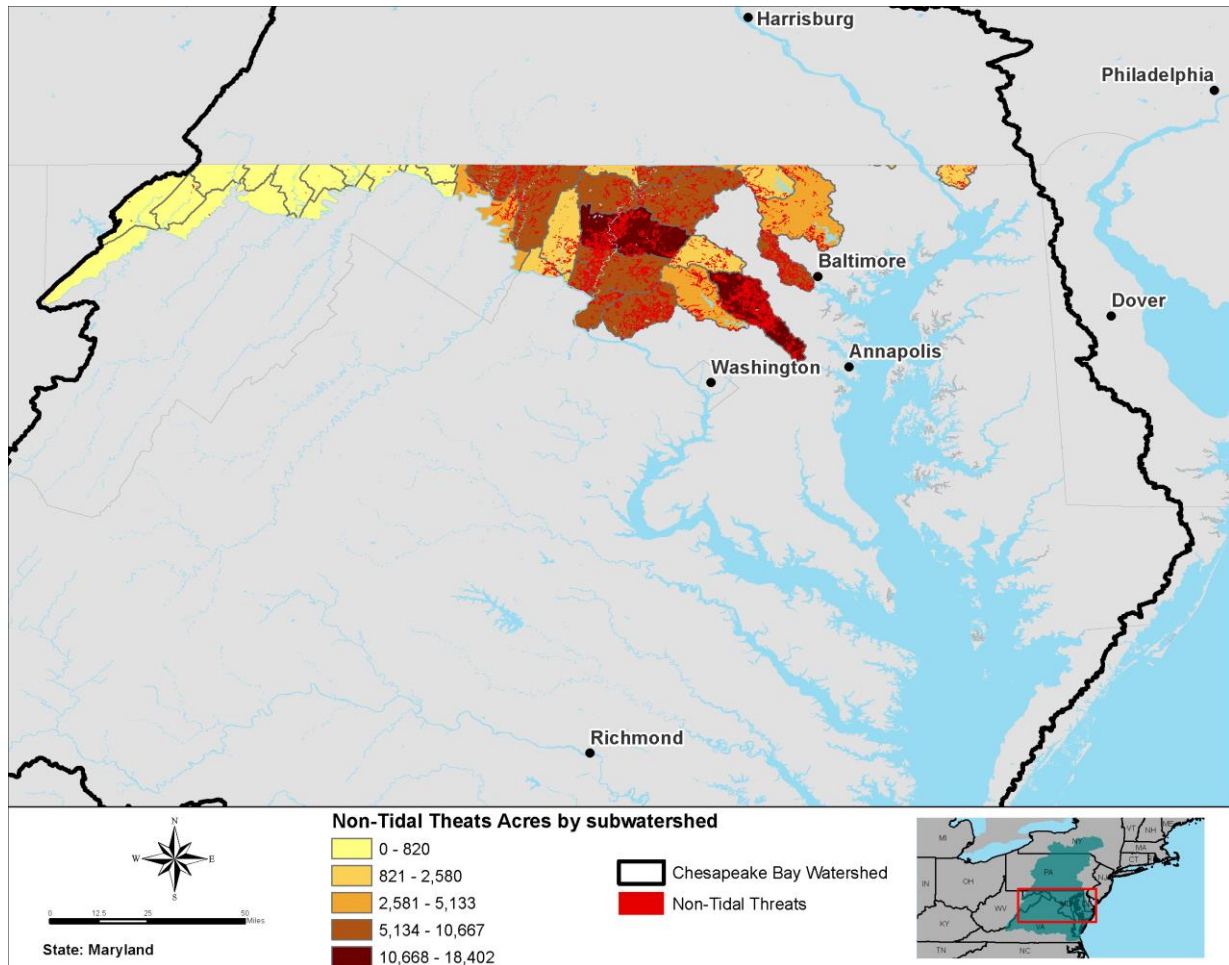 Harrisburg
Philadelphia
Baltimore
Dover
Annapolis
Washington
Richmond
Non-Tidal Theats Acres by subwatershed
0 - 820
821 - 2,580
2,581 - 5,133
5,134 - 10,667
10,668 - 18,402
N
W
E
S
0 12.5 25 50
Miles
State: Maryland
Chesapeake Bay Watershed
Non-Tidal Threats
MI
NY
VT
NH
ME
MA
CT
PA
NJ
IN
OH
WV
KY
VA
TN
NC